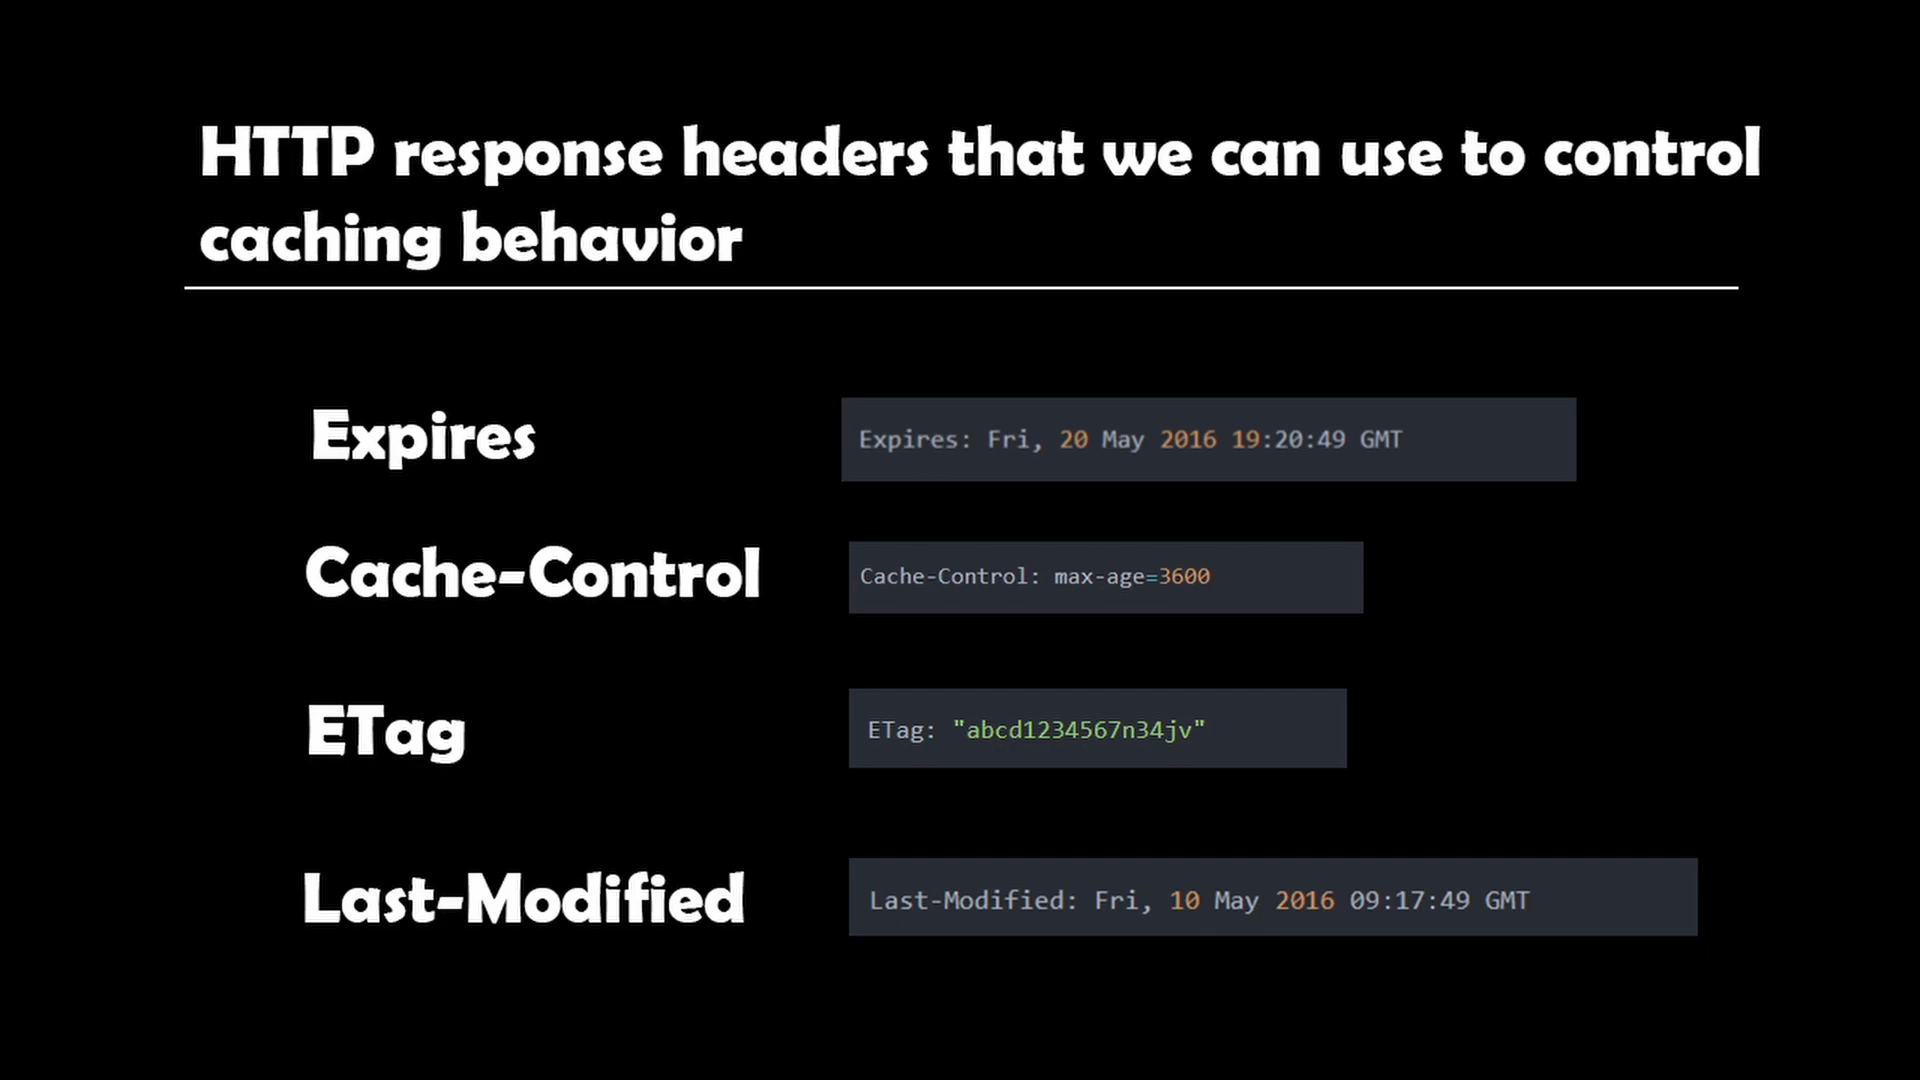 HTTP response headers that we can use to control
caching behavior
Expires
Expires: Fri, 20 May 2016 19:20:49 GMT
Cache-Control
Cache-Control: max-age=3600
ETag
ETag: "abcd1234567n34jv"
Last-Modified
Last-Modified: Fri, 10 May 2016 09:17:49 GMT